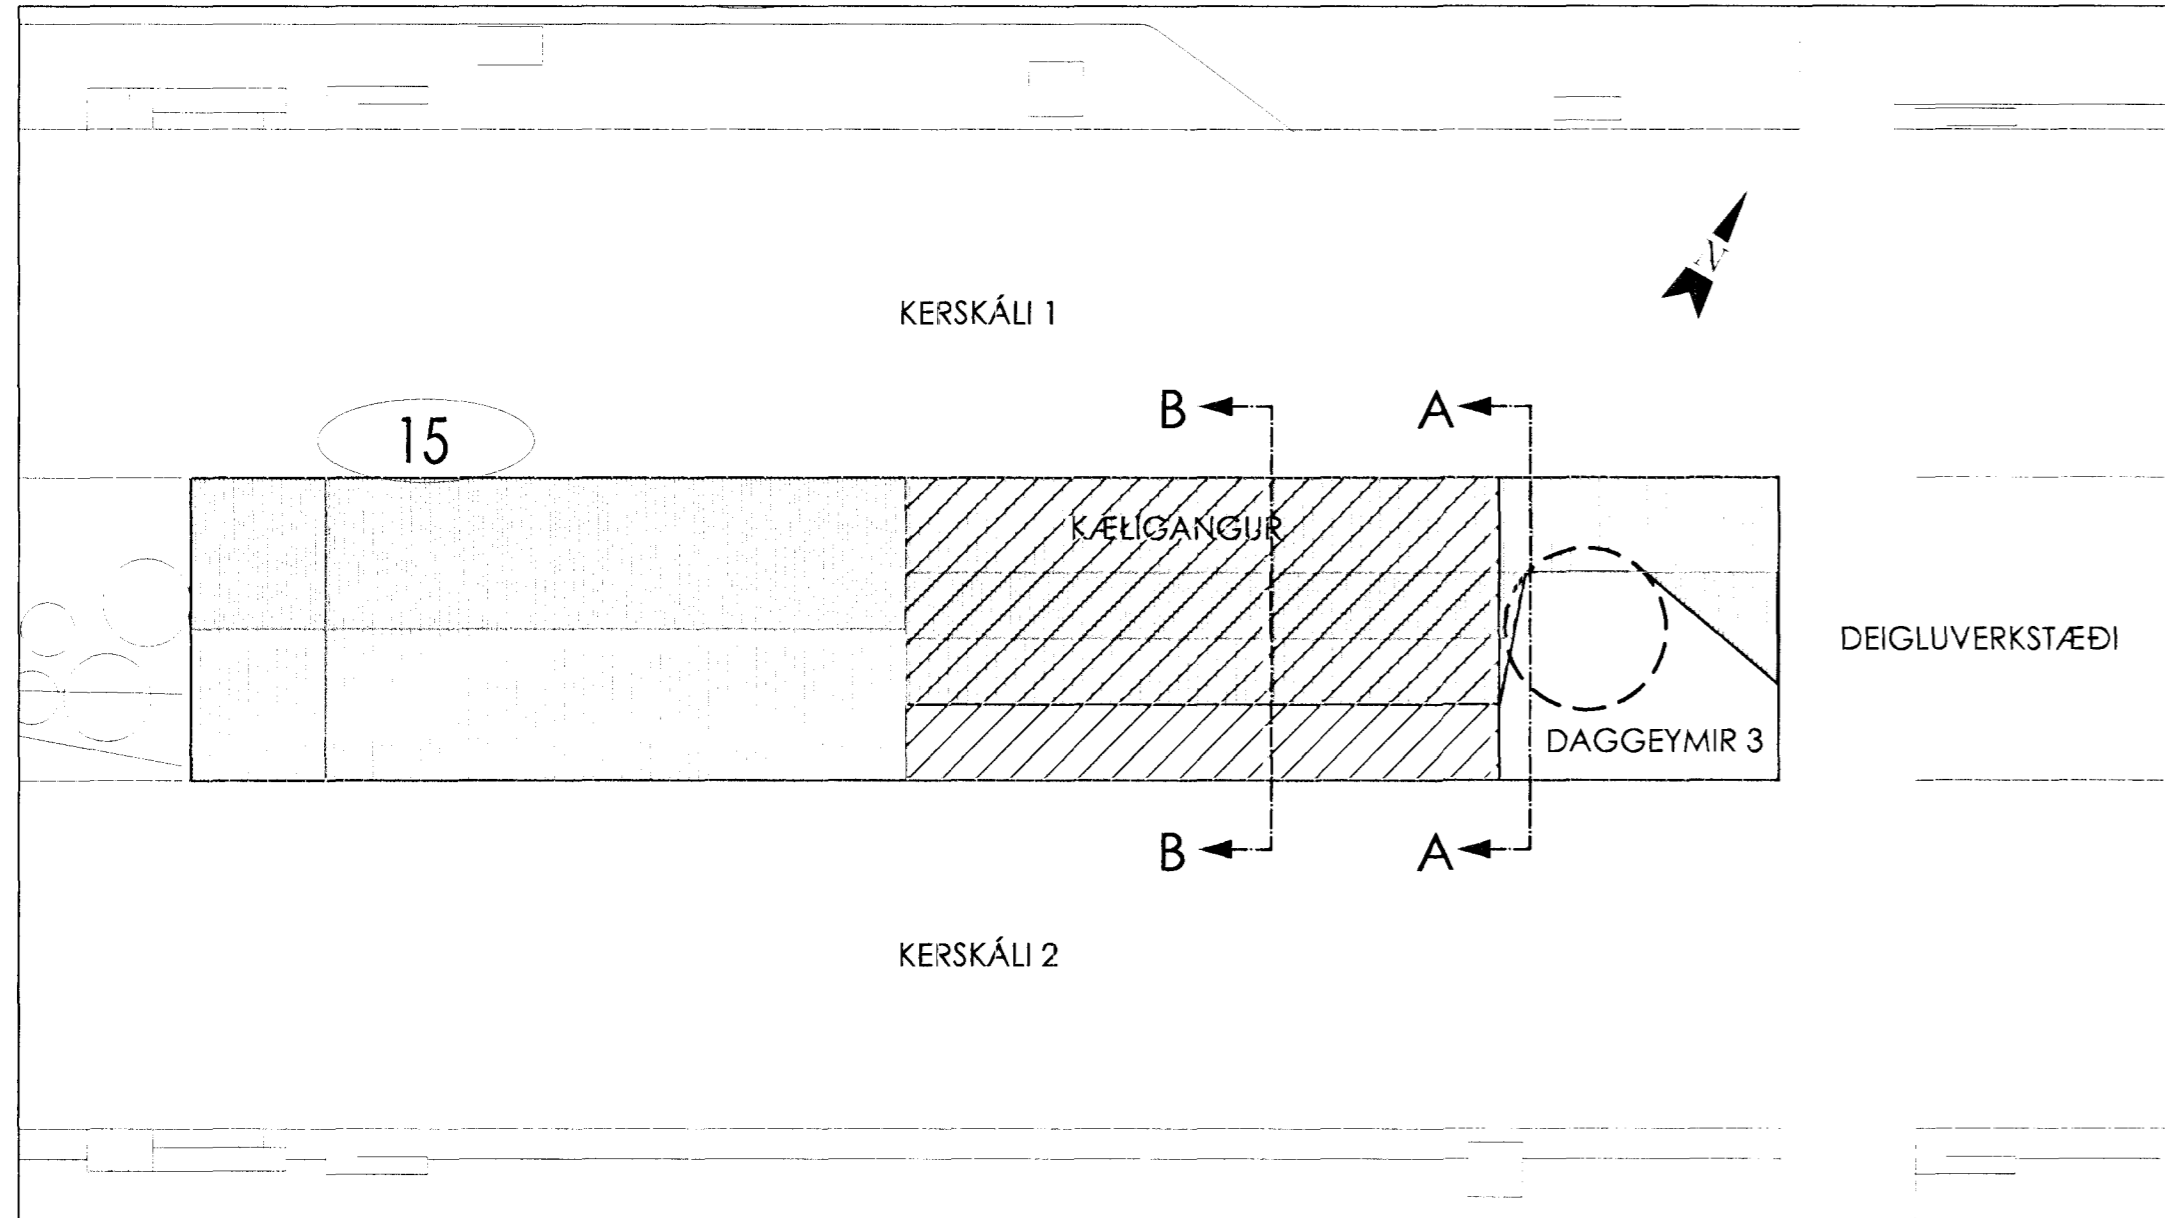 N
KERSKÁLI 1
B
A
15
KÆLIGANGUR
DEIGLUVERKSTÆÐI
DAGGEYMIR 3
B
A
KERSKÁLI 2